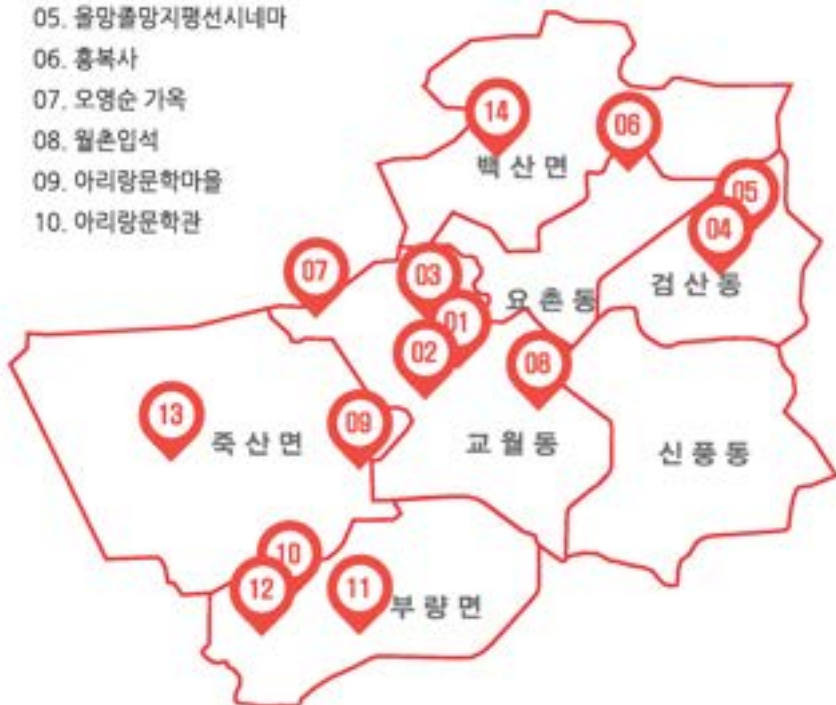 05. 올망졸망지평선시네마
06. 흥복사
07. 오영순 가옥
08. 월촌입석
09. 아리랑문학마을
10. 아리랑문학관
14
06
백산면
05
04
07
03
요촌동
검산동
01
02
08
13
09
죽산면
교월동
신풍동
10
12
11
부량면